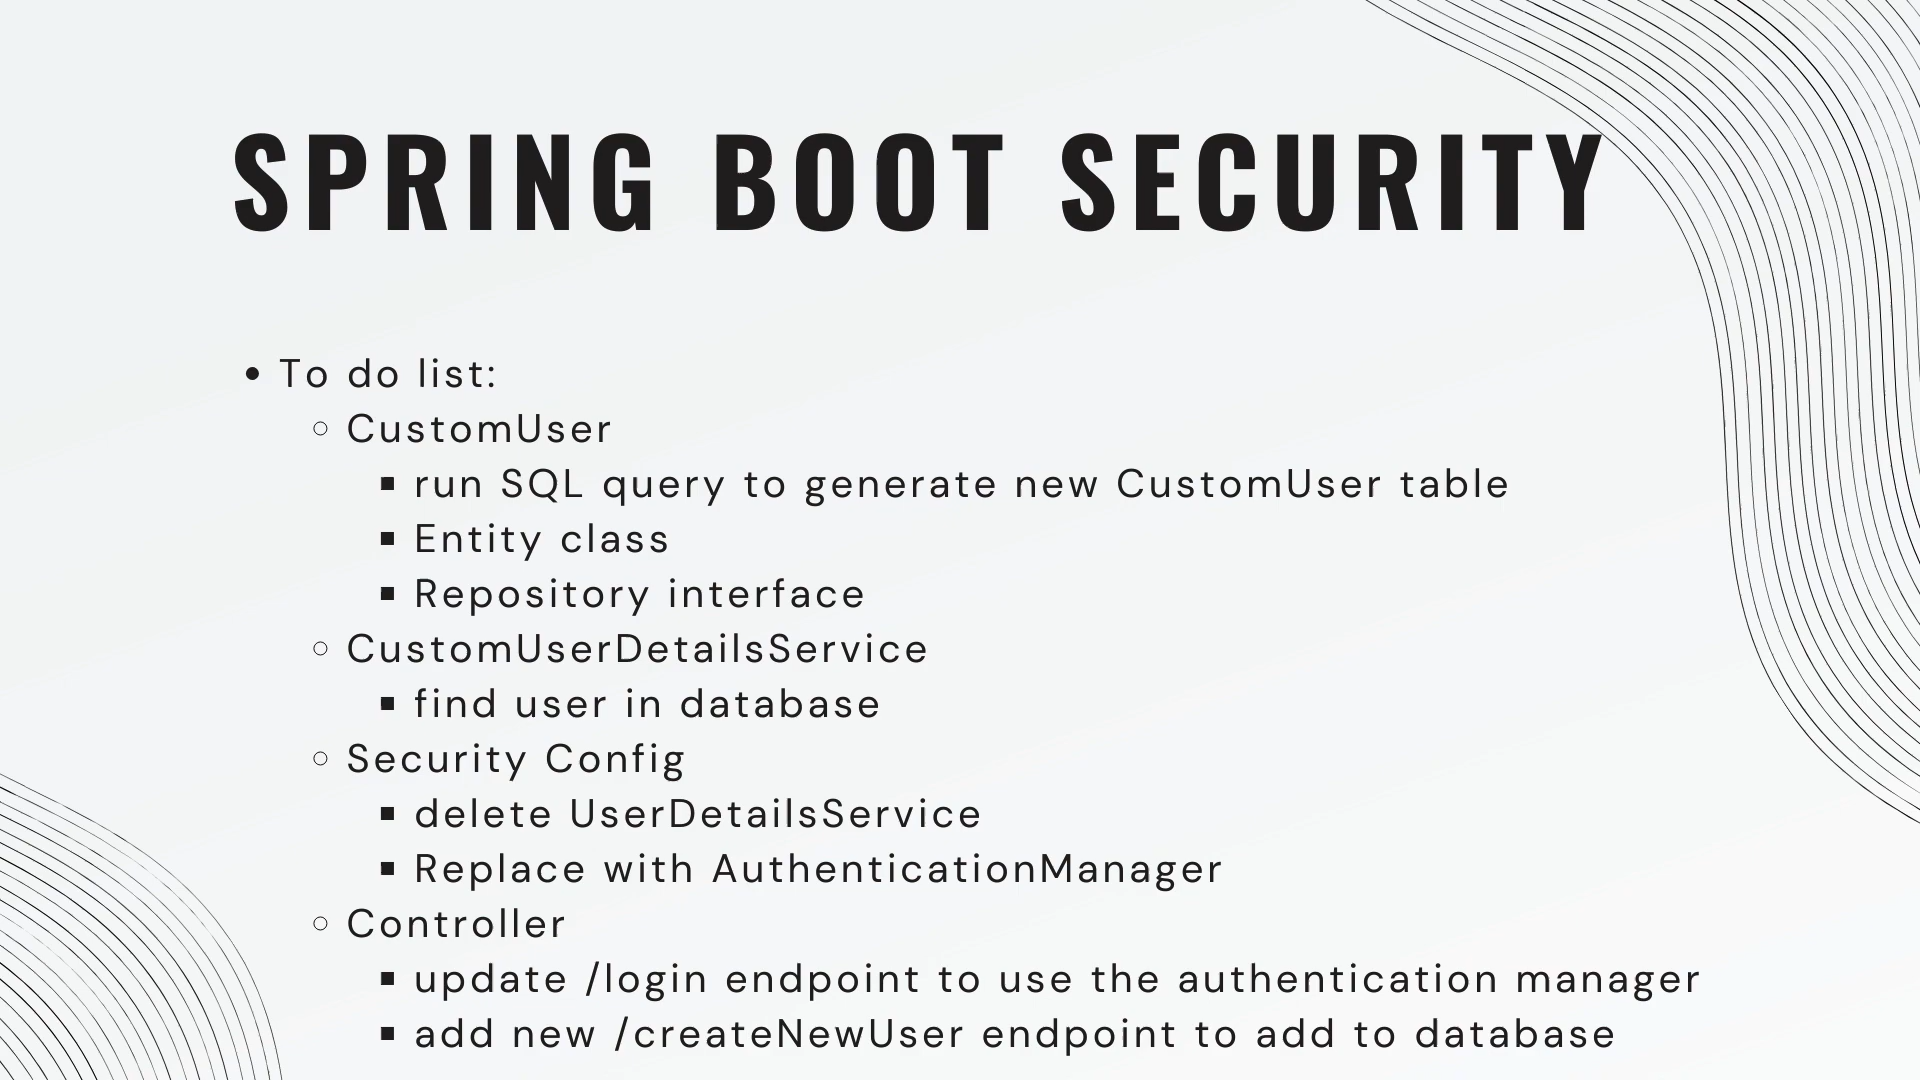 SPRING BOOT SECURITY
• To do list:
○ CustomUser
▪ run SQL query to generate new CustomUser table
▪ Entity class
▪ Repository interface
○ CustomUserDetailsService
▪ find user in database
○ Security Config
▪ delete UserDetailsService
▪ Replace with AuthenticationManager
○ Controller
▪ update /login endpoint to use the authentication manager
▪ add new /createNewUser endpoint to add to database